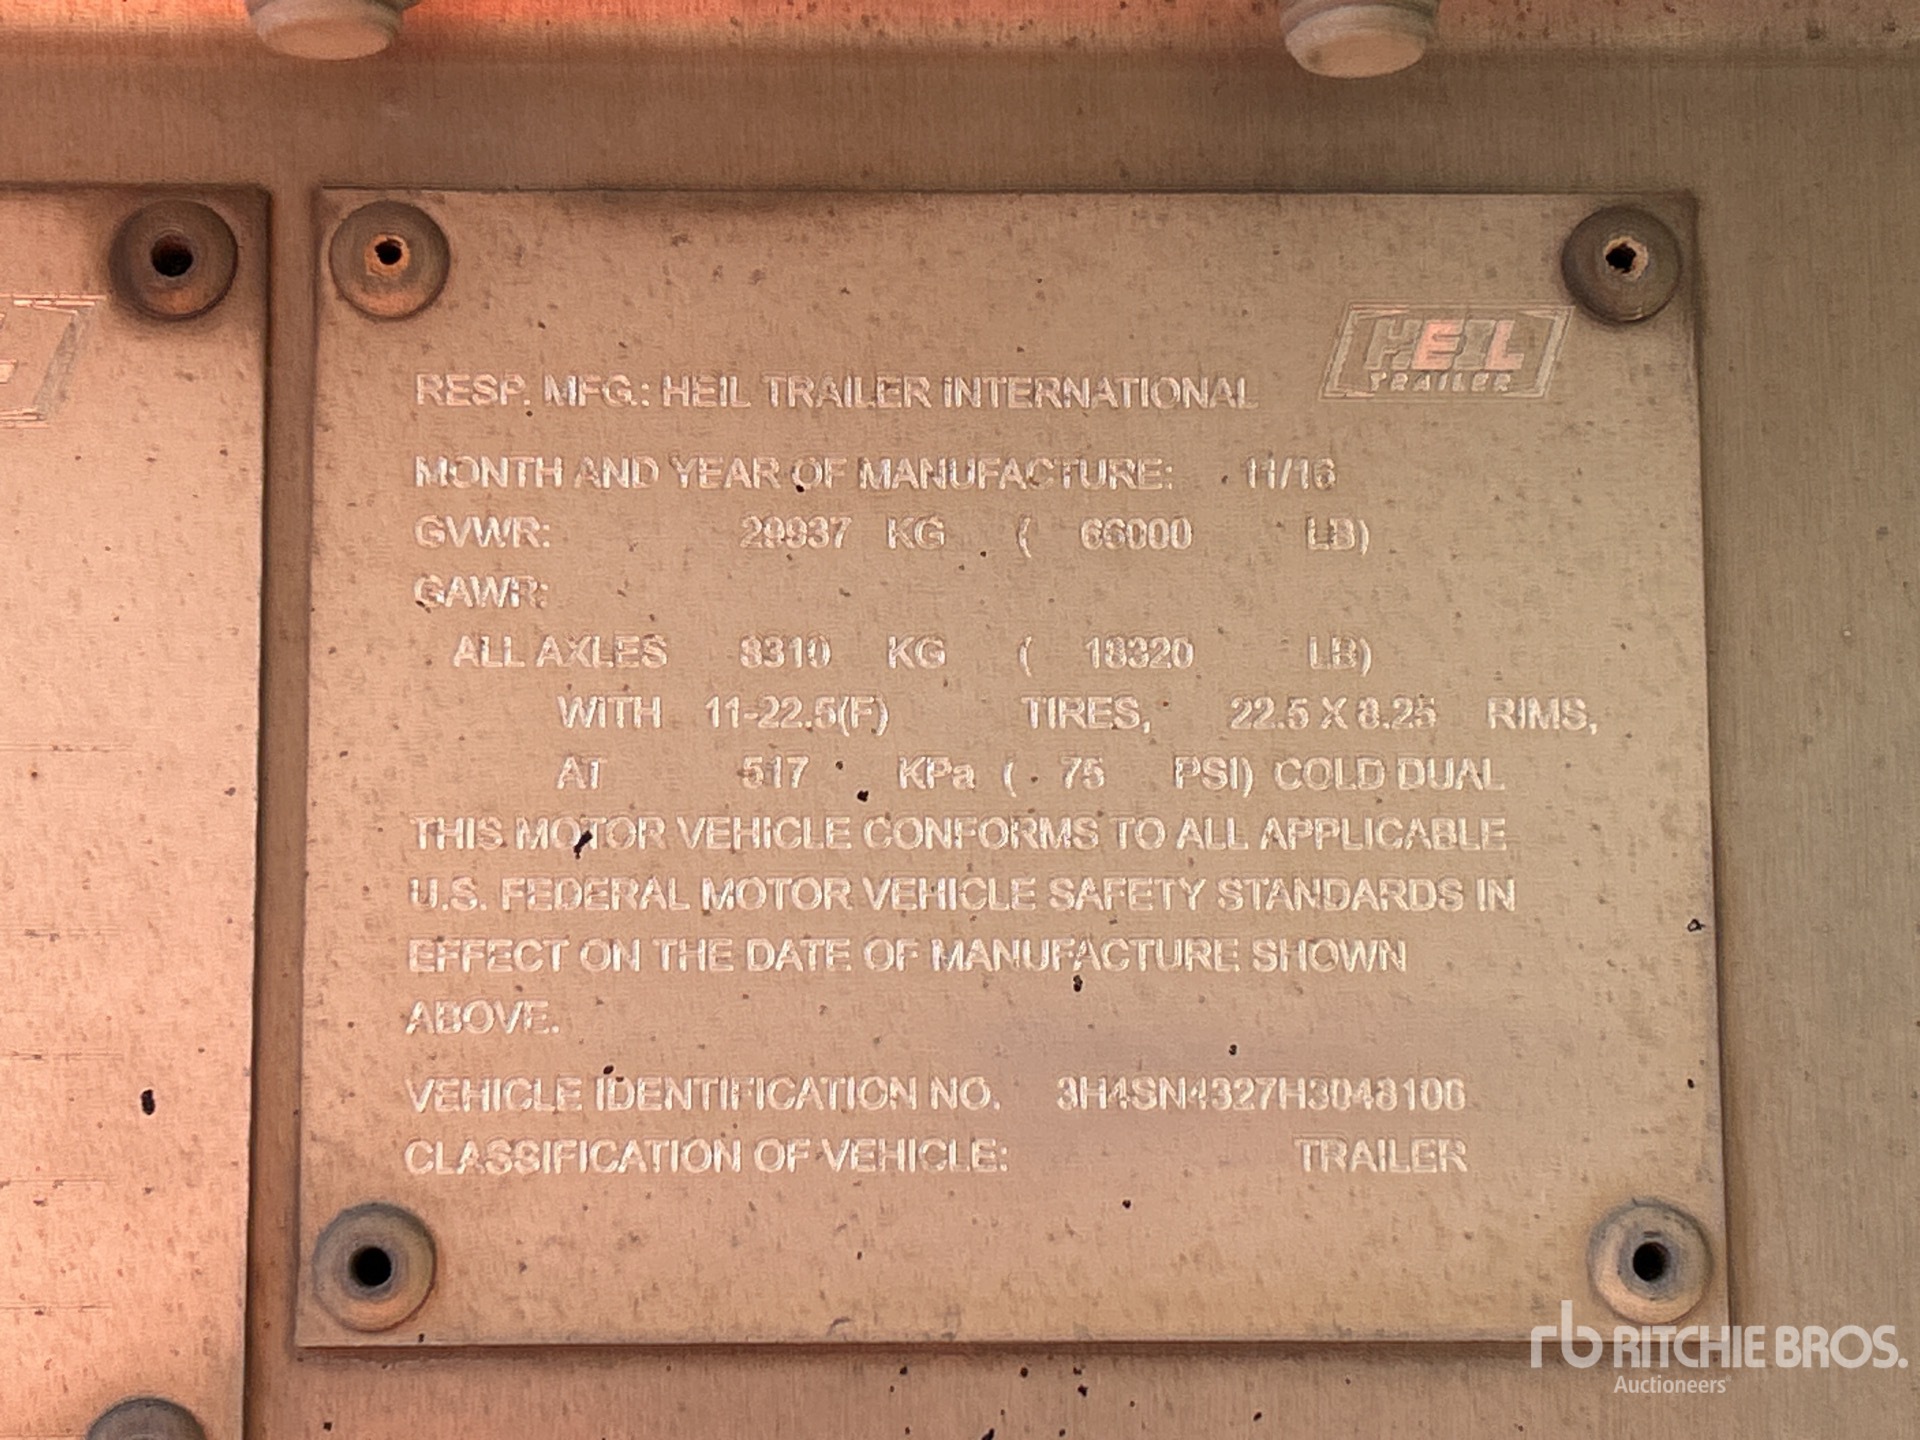 HEIL
TRAILER
RESP. MFG.: HEIL TRAILER INTERNATIONAL
MONTH AND YEAR OF MANUFACTURE: 11/16
GVWR: 29937 KG ( 66000 LB)
GAWR:
ALL AXLES 8310 KG ( 18320 LB)
WITH 11-22.5(F) TIRES, 22.5 X 8.25 RIMS,
AT 517 KPa ( 75 PSI) COLD DUAL
THIS MOTOR VEHICLE CONFORMS TO ALL APPLICABLE
U.S. FEDERAL MOTOR VEHICLE SAFETY STANDARDS IN
EFFECT ON THE DATE OF MANUFACTURE SHOWN
ABOVE.
VEHICLE IDENTIFICATION NO. 3H4SN4327H3048106
CLASSIFICATION OF VEHICLE: TRAILER
rb RITCHIE BROS.
Auctioneers